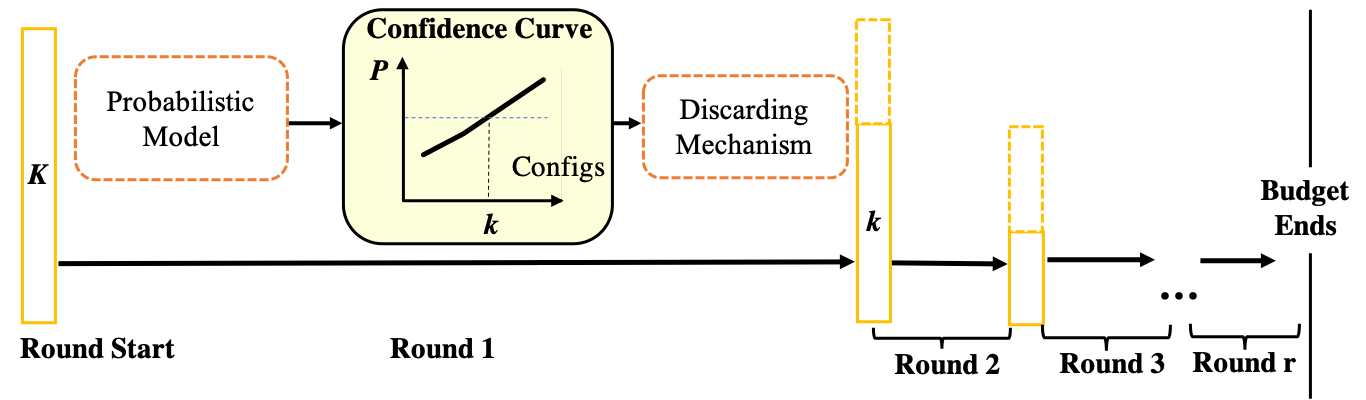 K
Probabilistic
Model
Confidence Curve
P
Configs
k
Discarding
Mechanism
k
...
Budget
Ends
Round Start
Round 1
Round 2
Round 3
Round r